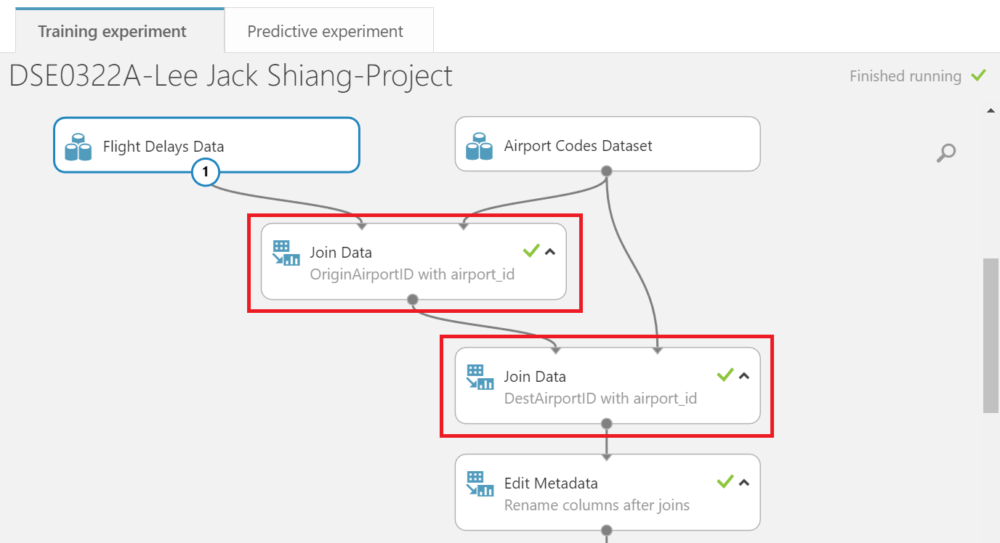 Training experiment
Predictive experiment
DSE0322A-Lee Jack Shiang-Project
Finished running
Flight Delays Data
Airport Codes Dataset
1
Join Data
OriginAirportID with airport_id
Join Data
DestAirportID with airport_id
Edit Metadata
Rename columns after joins